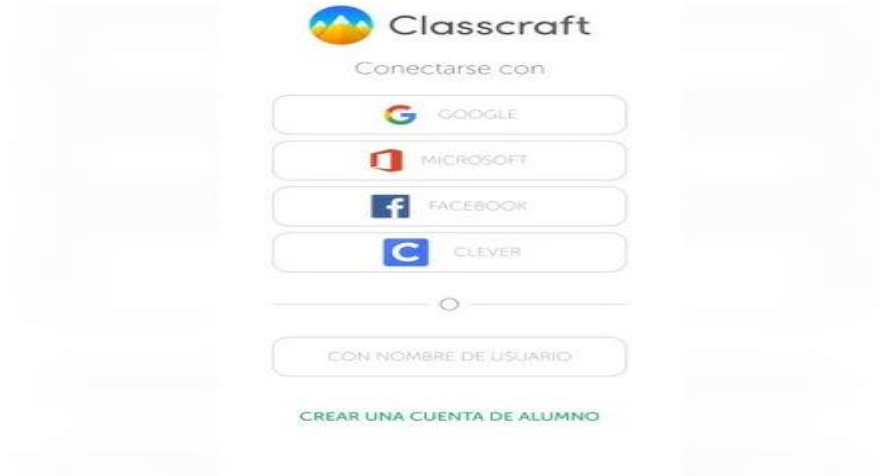 Classcraft
Conectarse con
GOOGLE
MICROSOFT
FACEBOOK
CLEVER
O
CON NOMBRE DE USUARIO
CREAR UNA CUENTA DE ALUMNO